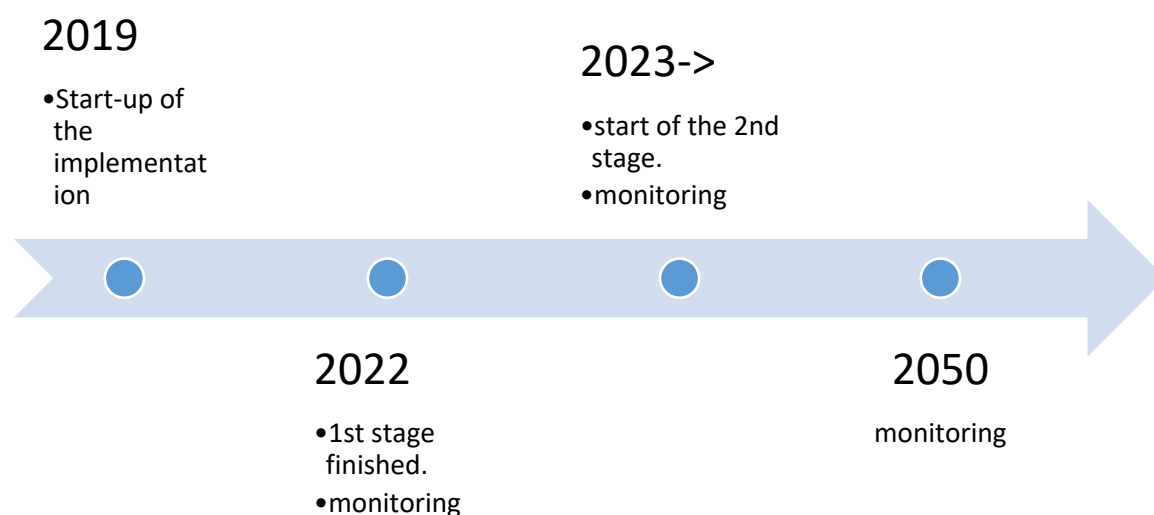 2019
•Start-up of
the
implementat
ion
2022
•1st stage
finished.
•monitoring
2023->
•start of the 2nd
stage.
•monitoring
2050
monitoring